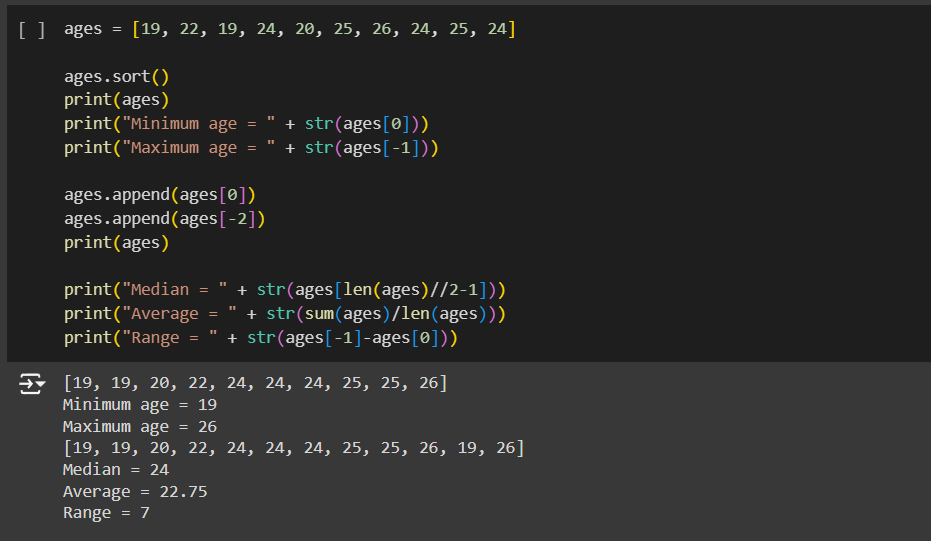 [ ] ages = [19, 22, 19, 24, 20, 25, 26, 24, 25, 24]
ages.sort()
print(ages)
print("Minimum age = " + str(ages[0]))
print("Maximum age = " + str(ages[-1]))
ages.append(ages[0])
ages.append(ages[-2])
print(ages)
print("Median = " + str(ages[len(ages)//2-1]))
print("Average = " + str(sum(ages)/len(ages)))
print("Range = " + str(ages[-1]-ages[0]))
[19, 19, 20, 22, 24, 24, 24, 25, 25, 26]
Minimum age = 19
Maximum age = 26
[19, 19, 20, 22, 24, 24, 24, 25, 25, 26, 19, 26]
Median = 24
Average = 22.75
Range = 7